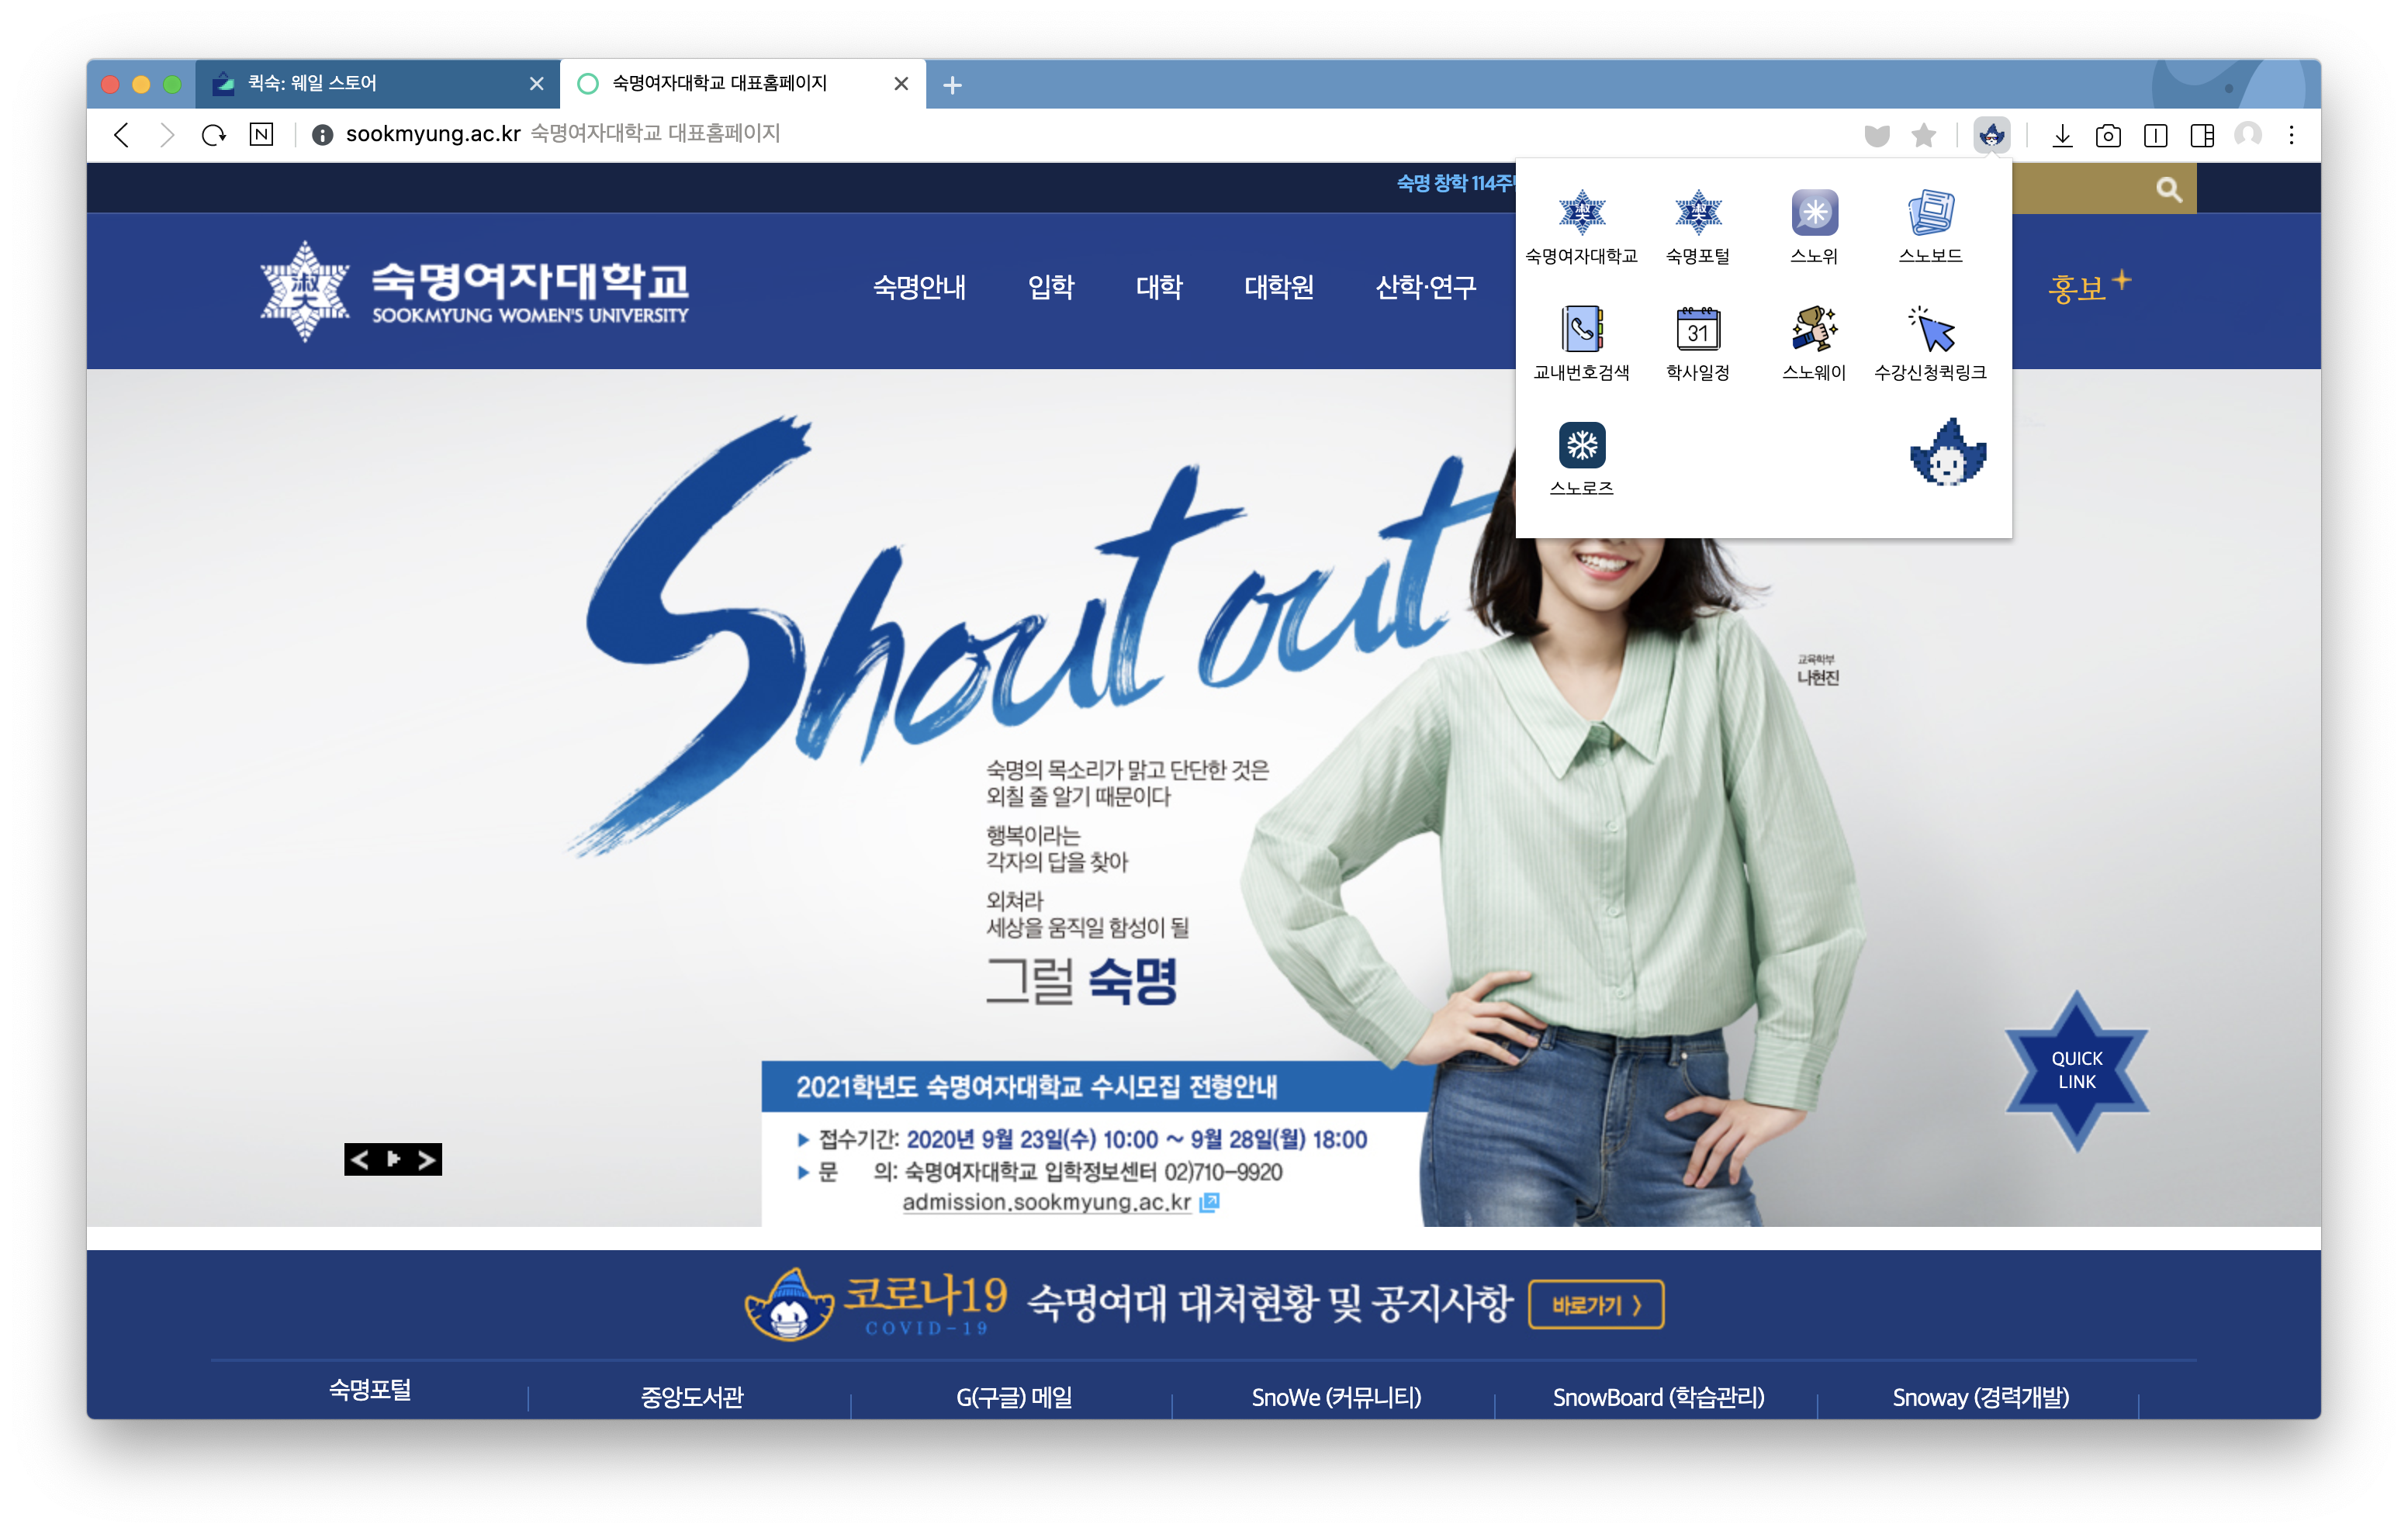 퀵숙: 웨일 스토어
숙명여자대학교 대표홈페이지
sookmyung.ac.kr 숙명여자대학교 대표홈페이지
숙명 창학 114주
숙명여자대학교
SOOKMYUNG WOMEN'S UNIVERSITY
숙명안내 입학 대학 대학원 산학·연구
홍보
숙명여자대학교 숙명포털 스노위 스노보드
31
교내번호검색 학사일정 스노웨이 수강신청퀵링크
스노로즈
Shout out
교육학부
나현진
숙명의 목소리가 맑고 단단한 것은
외칠 줄 알기 때문이다
행복이라는
각자의 답을 찾아
외쳐라
세상을 움직일 함성이 될
그럴 숙명
QUICK
LINK
2021학년도 숙명여자대학교 수시모집 전형안내
▶ 접수기간: 2020년 9월 23일(수) 10:00 ~ 9월 28일(월) 18:00
▶ 문 의: 숙명여자대학교 입학정보센터 02)710-9920
admission.sookmyung.ac.kr
코로나19 숙명여대 대처현황 및 공지사항 바로가기 >
COVID-19
숙명포털 중앙도서관 G(구글) 메일 SnoWe (커뮤니티) SnowBoard (학습관리) Snoway (경력개발)